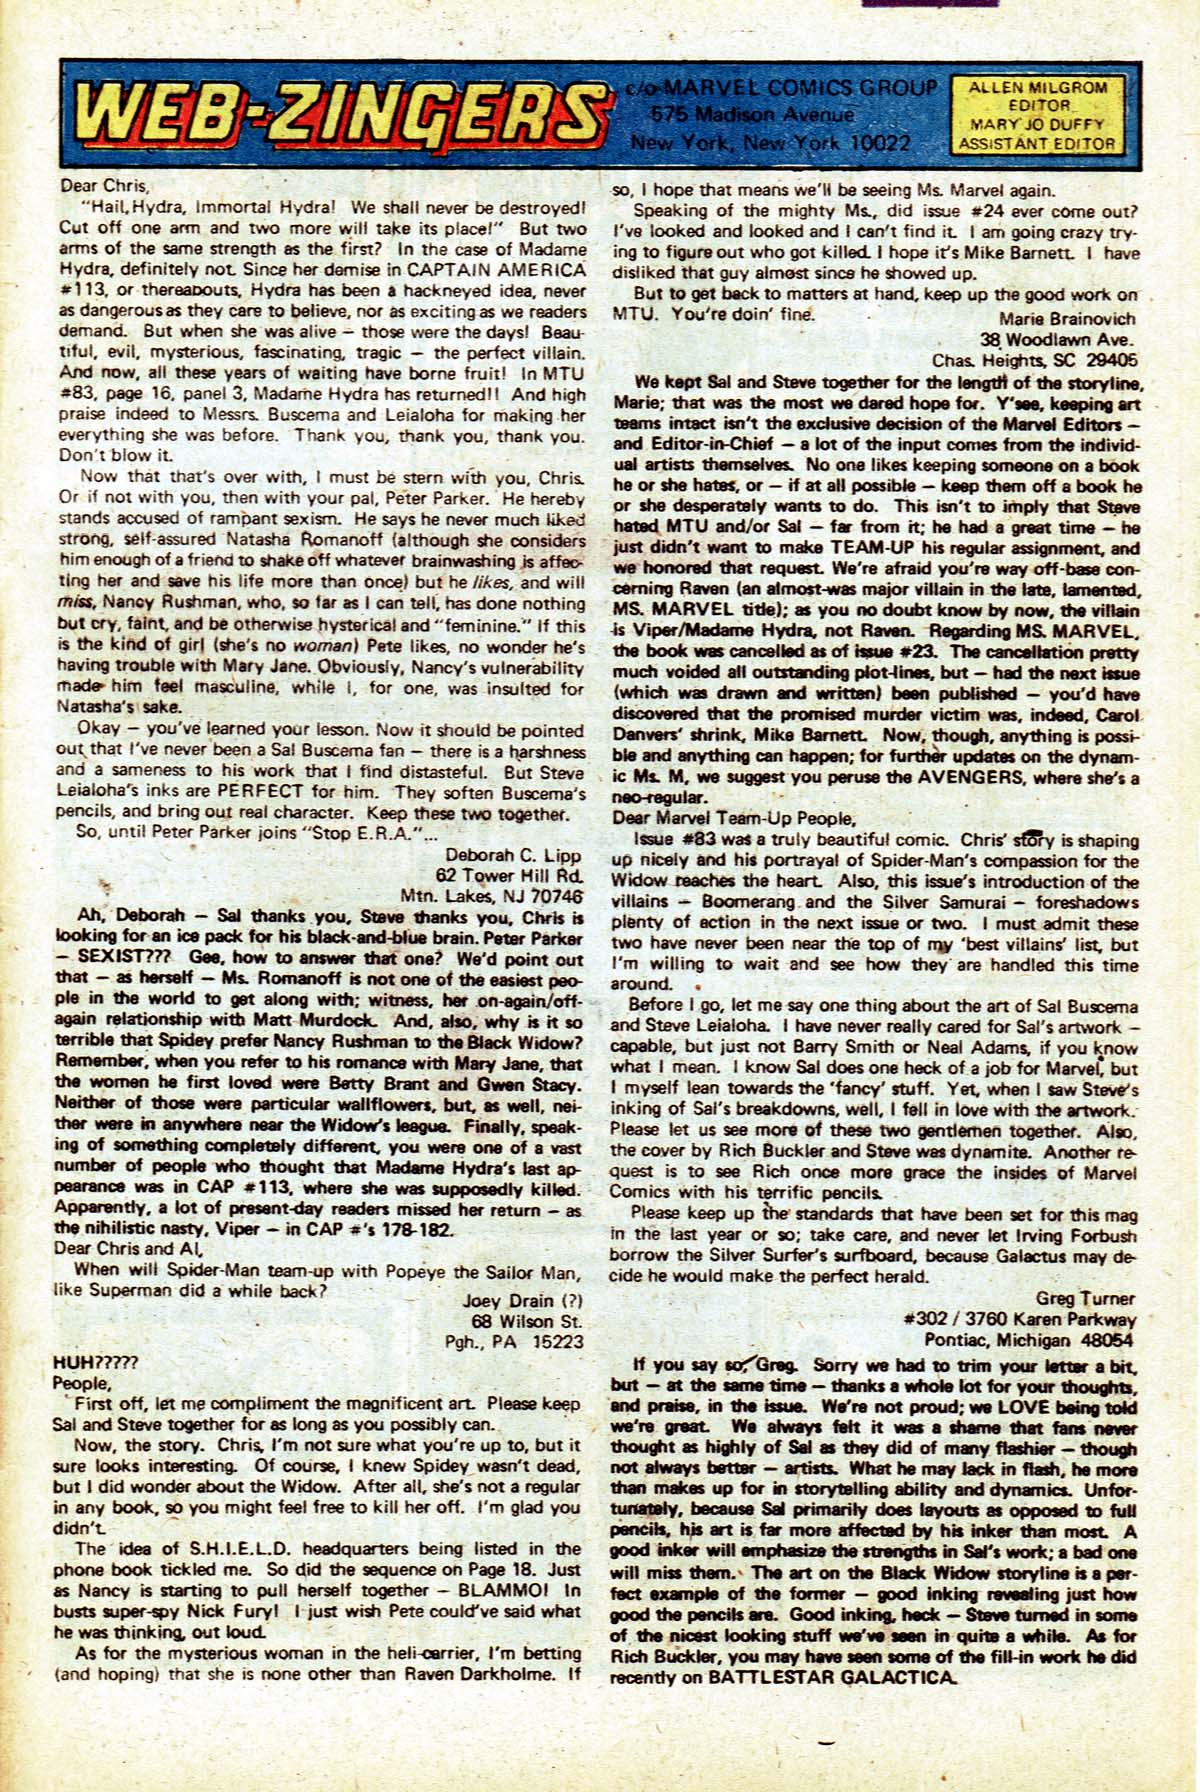 WEB-ZINGERS
c/o MARVEL COMICS GROUP
575 Madison Avenue
New York, New York 10022
ALLEN MILGROM
EDITOR
MARY JO DUFFY
ASSISTANT EDITOR
Dear Chris,
"Hail, Hydra, Immortal Hydra! We shall never be destroyed!
Cut off one arm and two more will take its place!" But two
arms of the same strength as the first? In the case of Madame
Hydra, definitely not. Since her demise in CAPTAIN AMERICA
#113, or thereabouts, Hydra has been a hackneyed idea, never
as dangerous as they care to believe, nor as exciting as we readers
demand. But when she was alive — those were the days! Beau-
tiful, evil, mysterious, fascinating, tragic — the perfect villain.
And now, all these years of waiting have borne fruit! In MTU
#83, page 16, panel 3, Madame Hydra has returned!! And high
praise indeed to Messrs. Buscema and Leialoha for making her
everything she was before. Thank you, thank you, thank you.
Don't blow it.
Now that that's over with, I must be stern with you, Chris.
Or if not with you, then with your pal, Peter Parker. He hereby
stands accused of rampant sexism. He says he never much liked
strong, self-assured Natasha Romanoff (although she considers
him enough of a friend to shake off whatever brainwashing is affec-
ting her and save his life more than once) but he likes, and will
miss, Nancy Rushman, who, so far as I can tell, has done nothing
but cry, faint, and be otherwise hysterical and "feminine." If this
is the kind of girl (she's no woman) Pete likes, no wonder he's
having trouble with Mary Jane. Obviously, Nancy's vulnerability
made him feel masculine, while I, for one, was insulted for
Natasha's sake.
Okay — you've learned your lesson. Now it should be pointed
out that I've never been a Sal Buscema fan — there is a harshness
and a sameness to his work that I find distasteful. But Steve
Leialoha's inks are PERFECT for him. They soften Buscema's
pencils, and bring out real character. Keep these two together.
So, until Peter Parker joins "Stop E.R.A."...
Deborah C. Lipp
62 Tower Hill Rd.
Mtn. Lakes, NJ 70746
Ah, Deborah — Sal thanks you, Steve thanks you, Chris is
looking for an ice pack for his black-and-blue brain. Peter Parker
— SEXIST??? Gee, how to answer that one? We'd point out
that — as herself — Ms. Romanoff is not one of the easiest peo-
ple in the world to get along with; witness, her on-again/off-
again relationship with Matt Murdock. And, also, why is it so
terrible that Spidey prefer Nancy Rushman to the Black Widow?
Remember, when you refer to his romance with Mary Jane, that
the women he first loved were Betty Brant and Gwen Stacy.
Neither of those were particular wallflowers, but, as well, nei-
ther were in anywhere near the Widow's league. Finally, speak-
ing of something completely different, you were one of a vast
number of people who thought that Madame Hydra's last ap-
pearance was in CAP #113, where she was supposedly killed.
Apparently, a lot of present-day readers missed her return — as
the nihilistic nasty, Viper — in CAP #'s 178-182.
Dear Chris and Al,
When will Spider-Man team-up with Popeye the Sailor Man,
like Superman did a while back?
Joey Drain (?)
68 Wilson St.
Pgh., PA 15223
HUH?????
People,
First off, let me compliment the magnificent art. Please keep
Sal and Steve together for as long as you possibly can.
Now, the story. Chris, I'm not sure what you're up to, but it
sure looks interesting. Of course, I knew Spidey wasn't dead,
but I did wonder about the Widow. After all, she's not a regular
in any book, so you might feel free to kill her off. I'm glad you
didn't.
The idea of S.H.I.E.L.D. headquarters being listed in the
phone book tickled me. So did the sequence on Page 18. Just
as Nancy is starting to pull herself together — BLAMMO! In
busts super-spy Nick Fury! I just wish Pete could've said what
he was thinking, out loud.
As for the mysterious woman in the heli-carrier, I'm betting
(and hoping) that she is none other than Raven Darkholme. If
so, I hope that means we'll be seeing Ms. Marvel again.
Speaking of the mighty Ms., did issue #24 ever come out?
I've looked and looked and I can't find it. I am going crazy try-
ing to figure out who got killed. I hope it's Mike Barnett. I have
disliked that guy almost since he showed up.
But to get back to matters at hand, keep up the good work on
MTU. You're doin' fine.
Marie Brainovich
38 Woodlawn Ave.
Chas. Heights, SC 29405
We kept Sal and Steve together for the length of the storyline,
Marie; that was the most we dared hope for. Y'see, keeping art
teams intact isn't the exclusive decision of the Marvel Editors —
and Editor-in-Chief — a lot of the input comes from the individ-
ual artists themselves. No one likes keeping someone on a book
he or she hates, or — if at all possible — keep them off a book he
or she desperately wants to do. This isn't to imply that Steve
hated MTU and/or Sal — far from it; he had a great time — he
just didn't want to make TEAM-UP his regular assignment, and
we honored that request. We're afraid you're way off-base con-
cerning Raven (an almost-was major villain in the late, lamented,
MS. MARVEL title); as you no doubt know by now, the villain
is Viper/Madame Hydra, not Raven. Regarding MS. MARVEL,
the book was cancelled as of issue #23. The cancellation pretty
much voided all outstanding plot-lines, but — had the next issue
(which was drawn and written) been published — you'd have
discovered that the promised murder victim was, indeed, Carol
Danvers' shrink, Mike Barnett. Now, though, anything is possi-
ble and anything can happen; for further updates on the dynam-
ic Ms. M, we suggest you peruse the AVENGERS, where she's a
neo-regular.
Dear Marvel Team-Up People,
Issue #83 was a truly beautiful comic. Chris' story is shaping
up nicely and his portrayal of Spider-Man's compassion for the
Widow reaches the heart. Also, this issue's introduction of the
villains — Boomerang and the Silver Samurai — foreshadows
plenty of action in the next issue or two. I must admit these
two have never been near the top of my 'best villains' list, but
I'm willing to wait and see how they are handled this time
around.
Before I go, let me say one thing about the art of Sal Buscema
and Steve Leialoha. I have never really cared for Sal's artwork —
capable, but just not Barry Smith or Neal Adams, if you know
what I mean. I know Sal does one heck of a job for Marvel, but
I myself lean towards the 'fancy' stuff. Yet, when I saw Steve's
inking of Sal's breakdowns, well, I fell in love with the artwork.
Please let us see more of these two gentlemen together. Also,
the cover by Rich Buckler and Steve was dynamite. Another re-
quest is to see Rich once more grace the insides of Marvel
Comics with his terrific pencils.
Please keep up the standards that have been set for this mag
in the last year or so; take care, and never let Irving Forbush
borrow the Silver Surfer's surfboard, because Galactus may de-
cide he would make the perfect herald.
Greg Turner
#302 / 3760 Karen Parkway
Pontiac, Michigan 48054
If you say so, Greg. Sorry we had to trim your letter a bit,
but — at the same time — thanks a whole lot for your thoughts,
and praise, in the issue. We're not proud; we LOVE being told
we're great. We always felt it was a shame that fans never
thought as highly of Sal as they did of many flashier — though
not always better — artists. What he may lack in flash, he more
than makes up for in storytelling ability and dynamics. Unfor-
tunately, because Sal primarily does layouts as opposed to full
pencils, his art is far more affected by his inker than most. A
good inker will emphasize the strengths in Sal's work; a bad one
will miss them. The art on the Black Widow storyline is a per-
fect example of the former — good inking revealing just how
good the pencils are. Good inking, heck — Steve turned in some
of the nicest looking stuff we've seen in quite a while. As for
Rich Buckler, you may have seen some of the fill-in work he did
recently on BATTLESTAR GALACTICA.